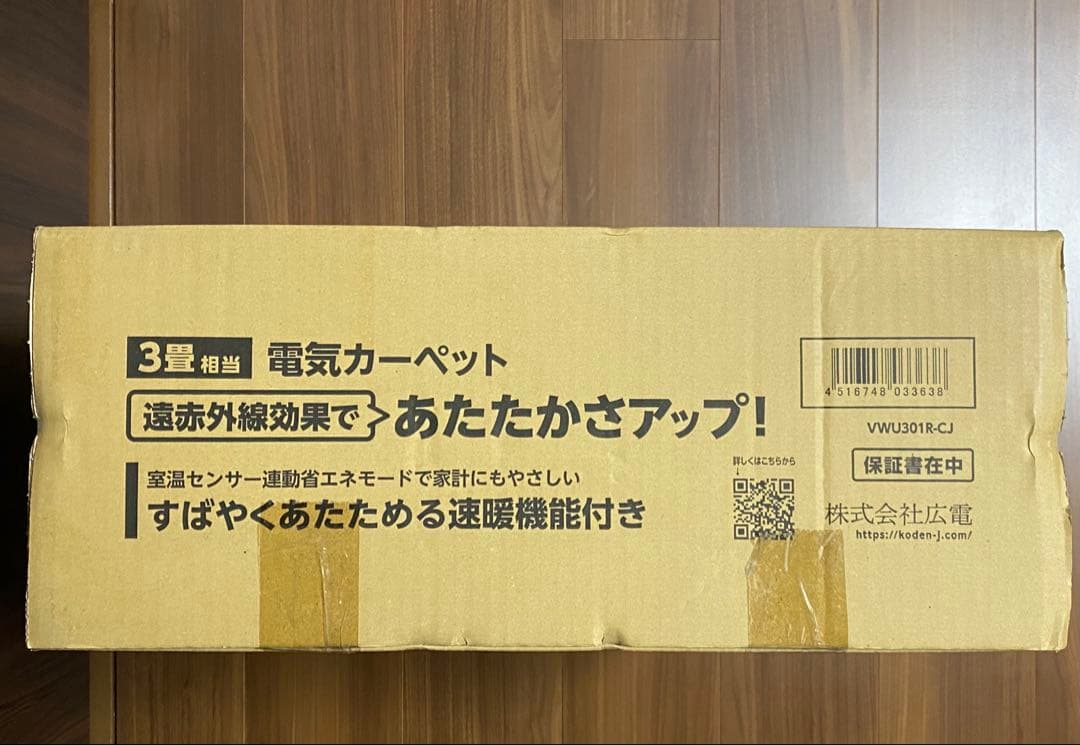 3畳相当 電気カーペット
遠赤外線効果で あたたかさアップ!
室温センサー連動省エネモードで家計にもやさしい
すばやくあたためる速暖機能付き
詳しくはこちらから
↓
4 516748 033638
VWU301R-CJ
保証書在中
株式会社広電
https://koden-j.com/